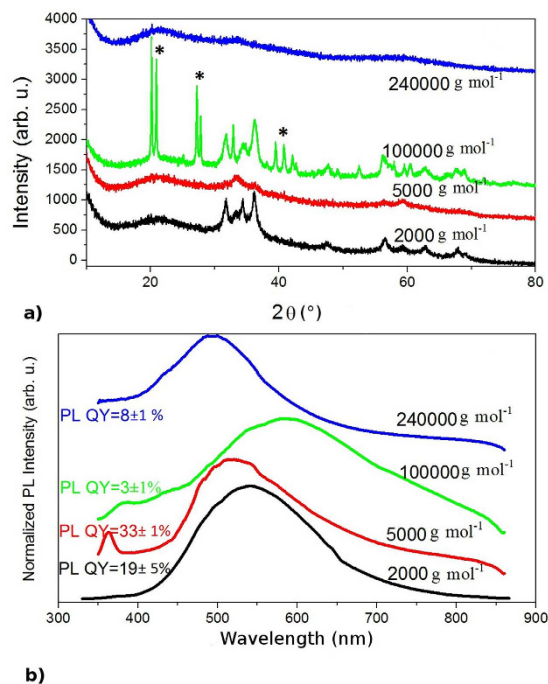 4000
3500
3000
2500
2000
1500
1000
500
0
Intensity (arb. u.)
*
*
*
240000 g mol-1
100000 g mol-1
5000 g mol-1
2000 g mol-1
20 40 60 80
2θ (°)
a)
Normalized PL Intensity (arb. u.)
PL QY=8±1 %
240000 g mol-1
PL QY=3±1%
100000 g mol-1
PL QY=33± 1%
5000 g mol-1
PL QY=19± 5%
2000 g mol-1
300 400 500 600 700 800 900
Wavelength (nm)
b)